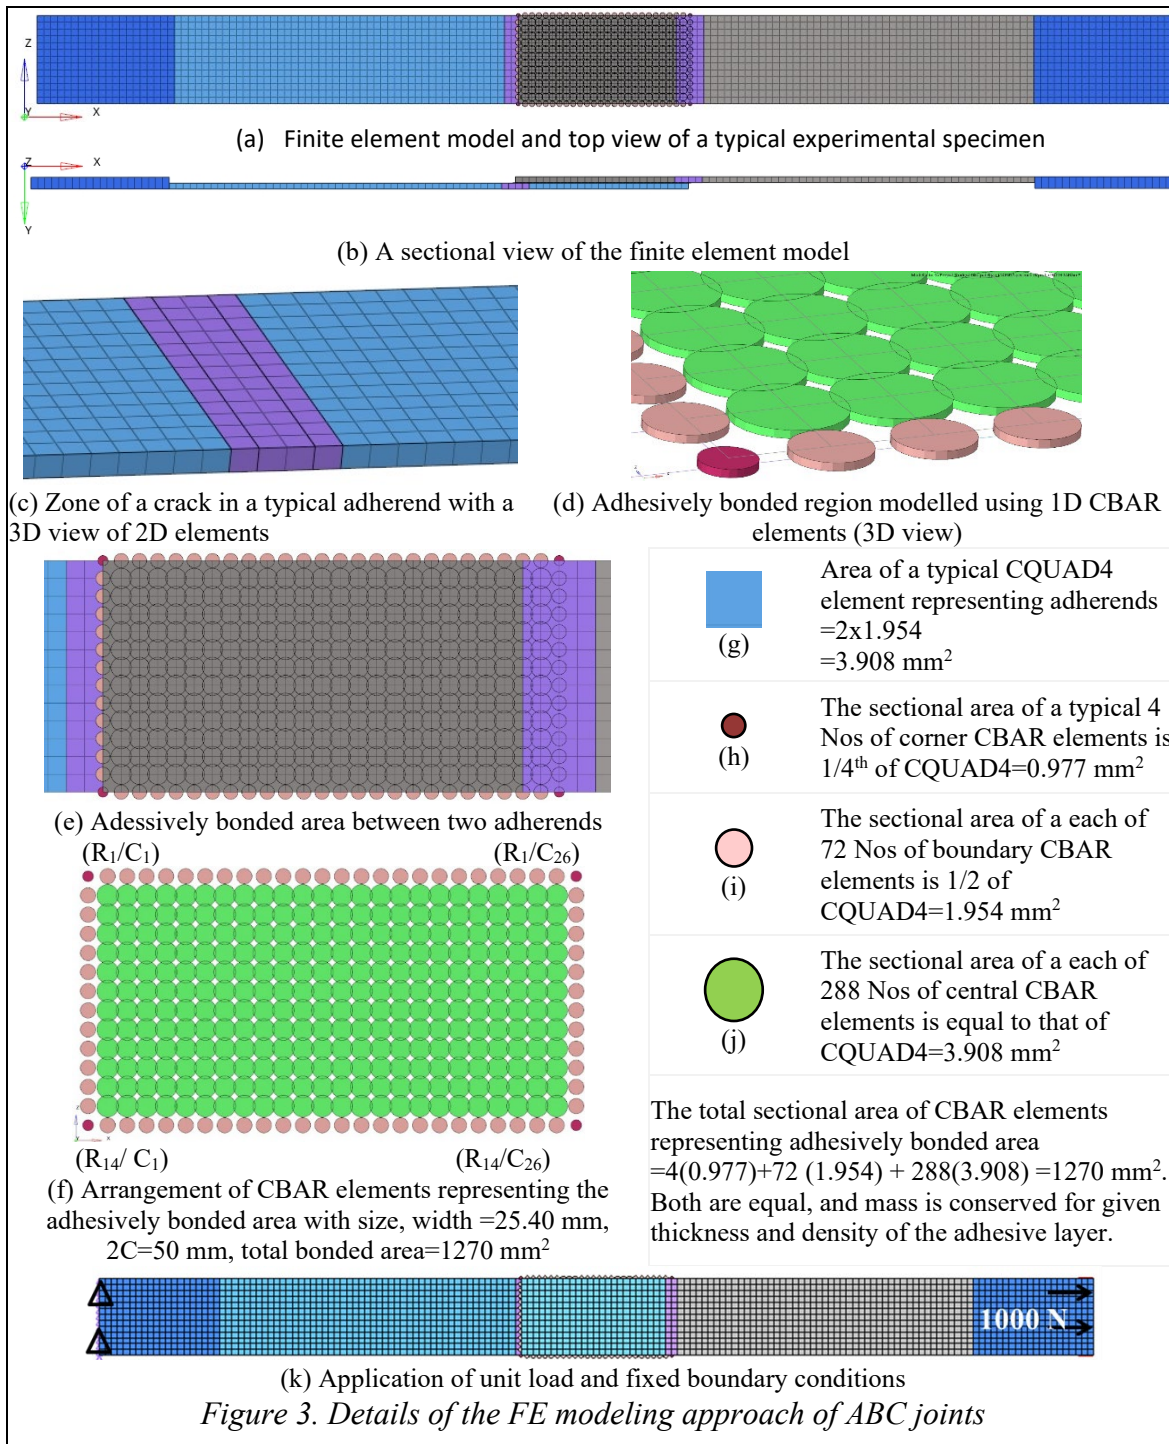 Z
Y
X
(a) Finite element model and top view of a typical experimental specimen
Z
X
Y
(b) A sectional view of the finite element model
(c) Zone of a crack in a typical adherend with a
3D view of 2D elements
(d) Adhesively bonded region modelled using 1D CBAR
elements (3D view)
(e) Adessively bonded area between two adherends
(R1/C1) (R1/C26)
(R14/ C1) (R14/C26)
(f) Arrangement of CBAR elements representing the
adhesively bonded area with size, width =25.40 mm,
2C=50 mm, total bonded area=1270 mm²
(g)
Area of a typical CQUAD4
element representing adherends
=2x1.954
=3.908 mm²
(h)
The sectional area of a typical 4
Nos of corner CBAR elements is
1/4th of CQUAD4=0.977 mm²
(i)
The sectional area of a each of
72 Nos of boundary CBAR
elements is 1/2 of
CQUAD4=1.954 mm²
(j)
The sectional area of a each of
288 Nos of central CBAR
elements is equal to that of
CQUAD4=3.908 mm²
The total sectional area of CBAR elements
representing adhesively bonded area
=4(0.977)+72 (1.954) + 288(3.908) =1270 mm².
Both are equal, and mass is conserved for given
thickness and density of the adhesive layer.
1000 N
(k) Application of unit load and fixed boundary conditions
Figure 3. Details of the FE modeling approach of ABC joints